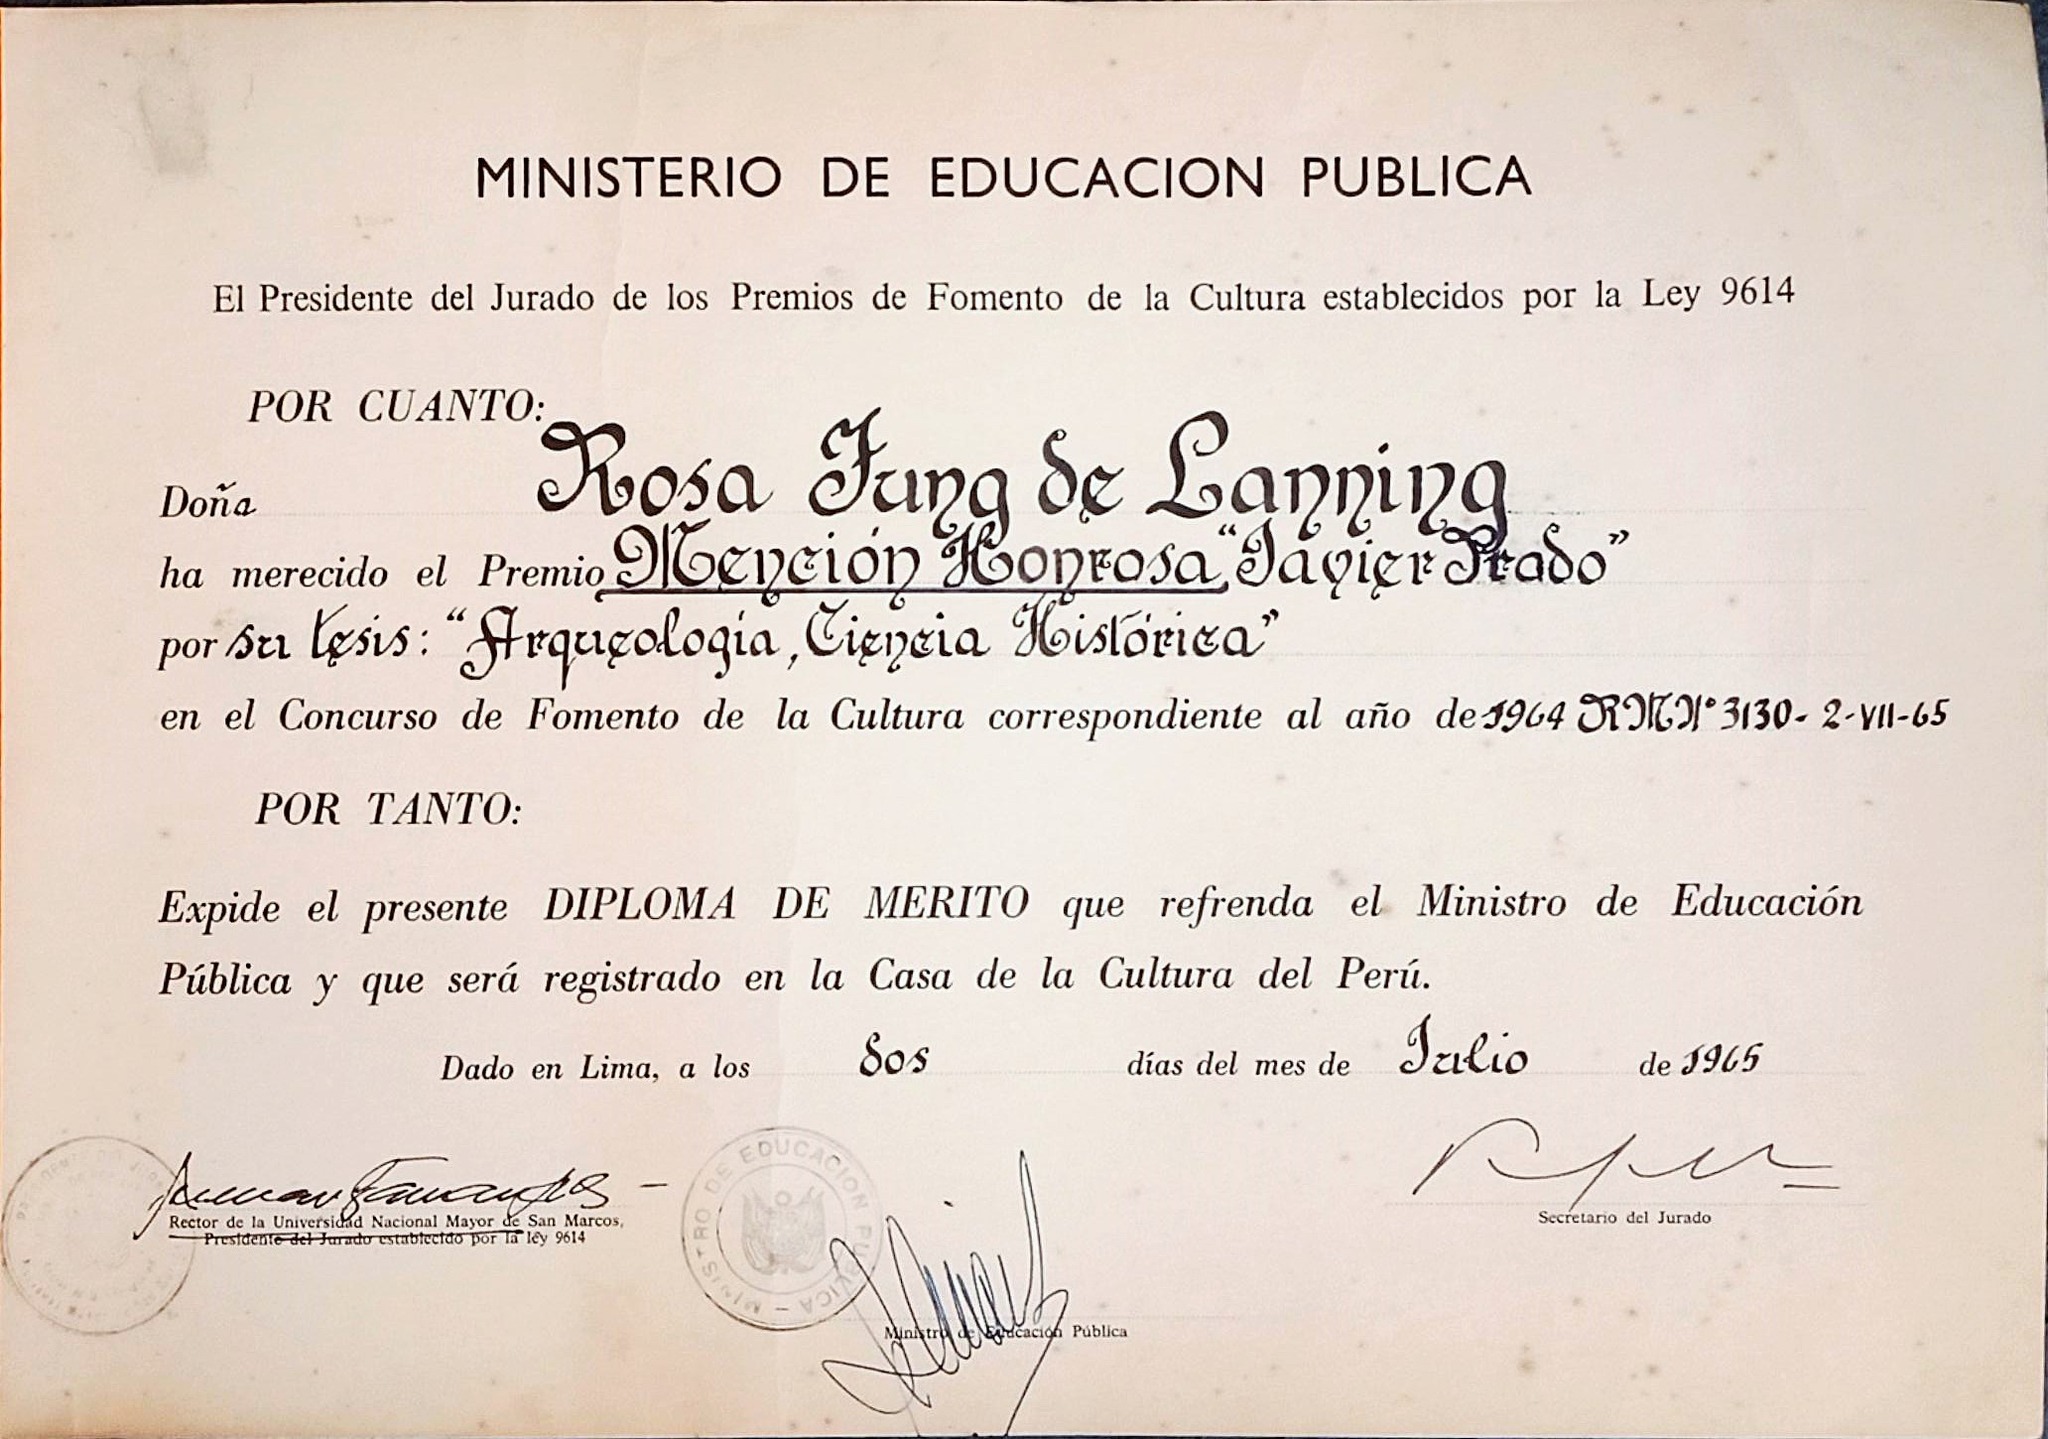 MINISTERIO DE EDUCACION PUBLICA
El Presidente del Jurado de los Premios de Fomento de la Cultura establecidos por la Ley 9614
POR CUANTO:
Doña Rosa Fung de Lanning
ha merecido el Premio Mención Honrosa "Javier Prado"
por su tesis: "Arqueología, Ciencia Histórica"
en el Concurso de Fomento de la Cultura correspondiente al año de 1964 RM Nº 3130- 2-VII-65
POR TANTO:
Expide el presente DIPLOMA DE MERITO que refrenda el Ministro de Educación
Pública y que será registrado en la Casa de la Cultura del Perú.
Dado en Lima, a los dos días del mes de Julio de 1965
MINISTRO DE EDUCACION PUBLICA
Rector de la Universidad Nacional Mayor de San Marcos,
Presidente del Jurado establecido por la ley 9614
Secretario del Jurado
Ministro de Educación Pública